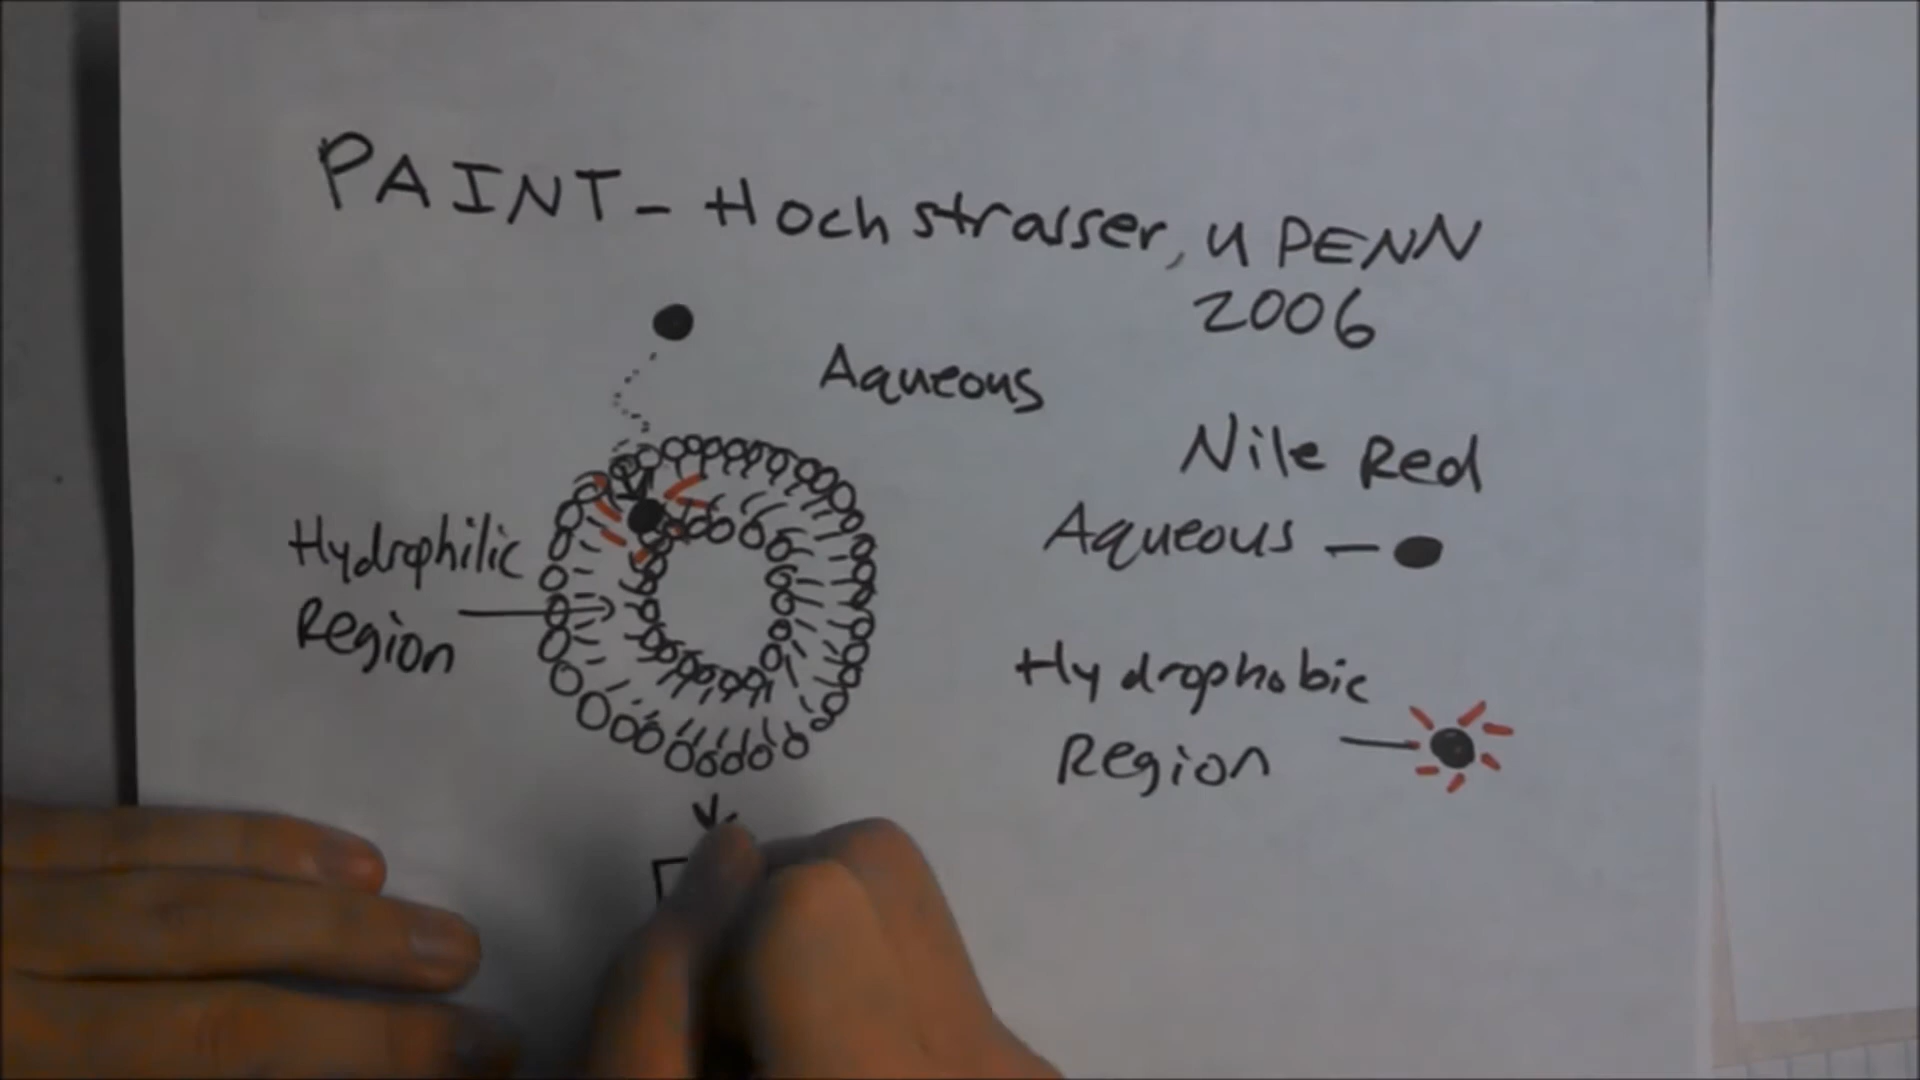 PAINT - Hochstrasser, U PENN
2006
Aqueous
Nile Red
Aqueous —
Hydrophilic
Region
Hydrophobic
Region —